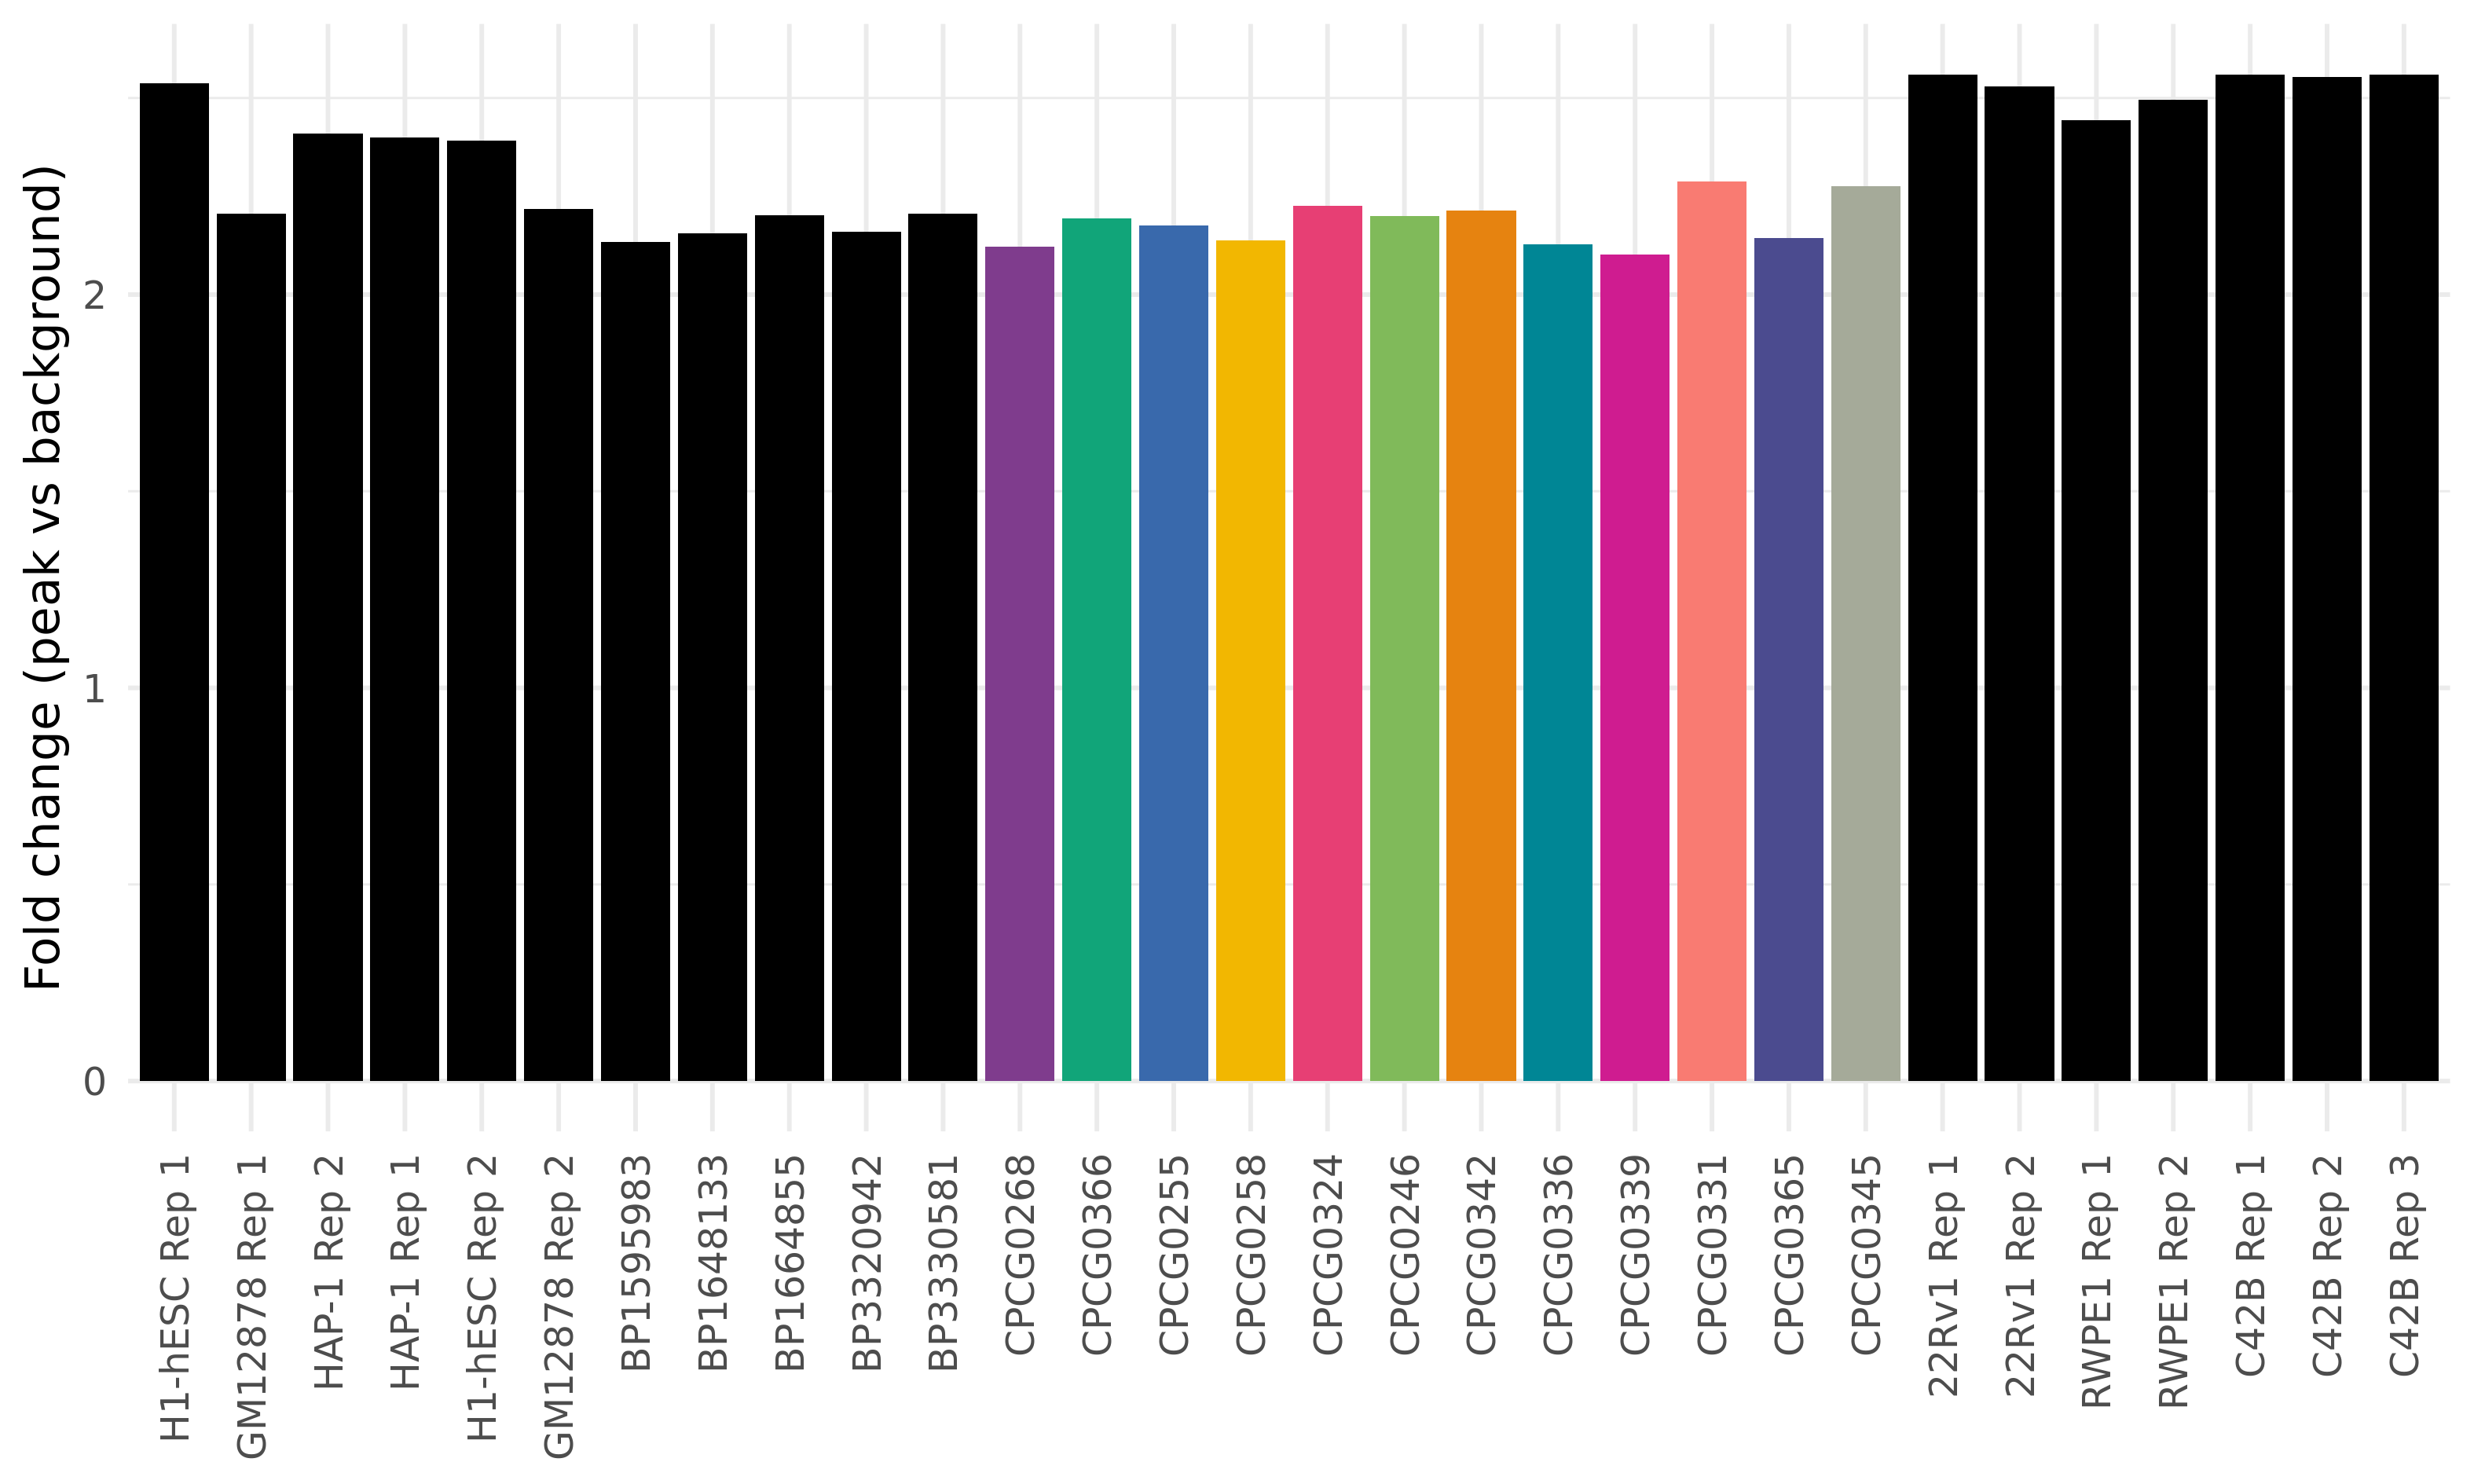 Fold change (peak vs background)
2
1
0
H1-hESC Rep 1
GM12878 Rep 1
HAP-1 Rep 2
HAP-1 Rep 1
H1-hESC Rep 2
GM12878 Rep 2
BP1595983
BP1648133
BP1664855
BP3320942
BP3330581
CPCG0268
CPCG0366
CPCG0255
CPCG0258
CPCG0324
CPCG0246
CPCG0342
CPCG0336
CPCG0339
CPCG0331
CPCG0365
CPCG0345
22Rv1 Rep 1
22Rv1 Rep 2
RWPE1 Rep 1
RWPE1 Rep 2
C42B Rep 1
C42B Rep 2
C42B Rep 3